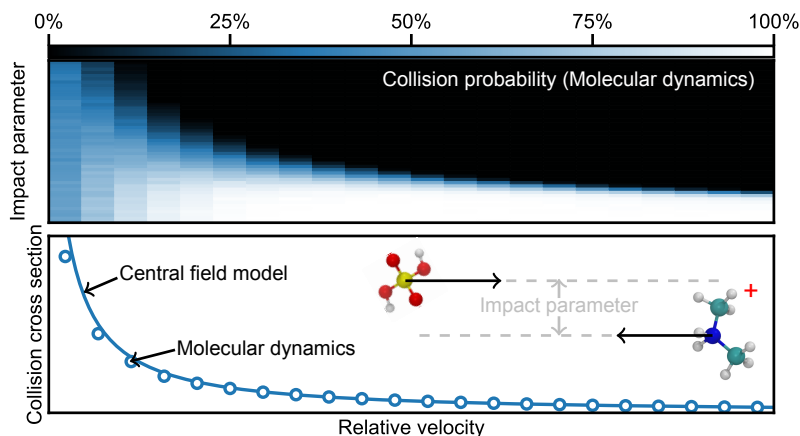 0% 25% 50% 75% 100%
Collision probability (Molecular dynamics)
Impact parameter
Collision cross section
Central field model
Molecular dynamics
Impact parameter
+
Relative velocity